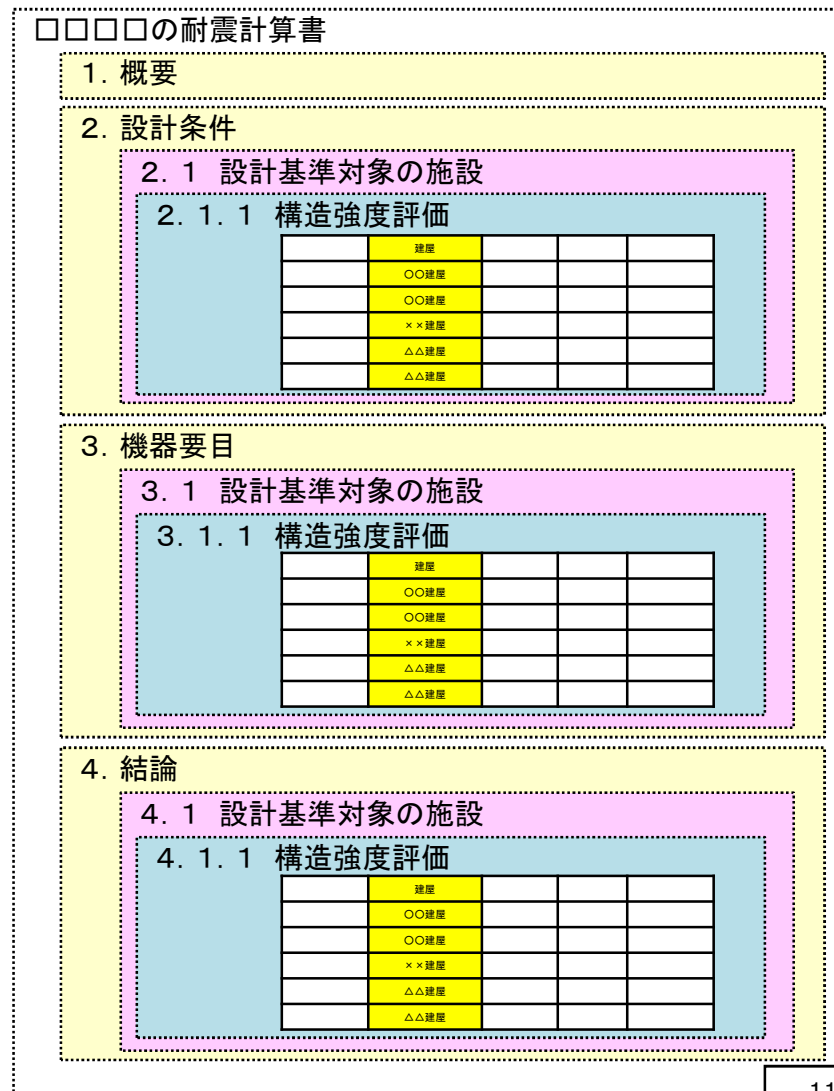 □□□□の耐震計算書
１．概要
２．設計条件
２．１　設計基準対象の施設
２．１．１　構造強度評価
建屋
○○建屋
○○建屋
××建屋
△△建屋
△△建屋
３．機器要目
３．１　設計基準対象の施設
３．１．１　構造強度評価
建屋
○○建屋
○○建屋
××建屋
△△建屋
△△建屋
４．結論
４．１　設計基準対象の施設
４．１．１　構造強度評価
建屋
○○建屋
○○建屋
××建屋
△△建屋
△△建屋
11